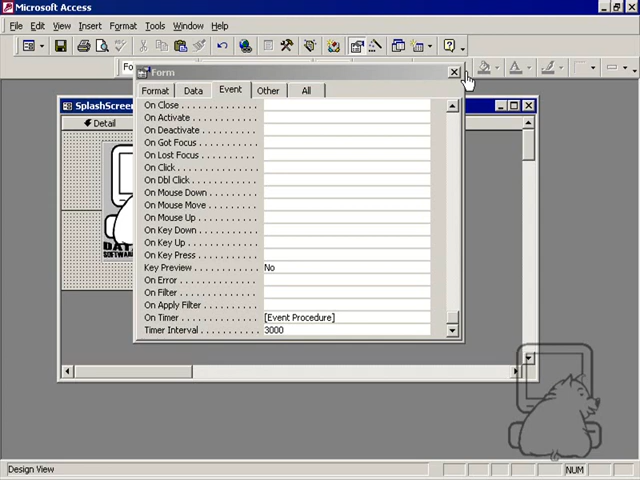 Microsoft Access
File Edit View Insert Format Tools Window Help
Fo
Form
Format Data Event Other All
SplashScreen
Detail
On Close
On Activate
On Deactivate
On Got Focus
On Lost Focus
On Click
On Dbl Click
On Mouse Down
On Mouse Move
On Mouse Up
On Key Down
On Key Up
On Key Press
Key Preview No
On Error
On Filter
On Apply Filter
On Timer [Event Procedure]
Timer Interval 3000
DAT
SOFTWAR
Design View
NUM